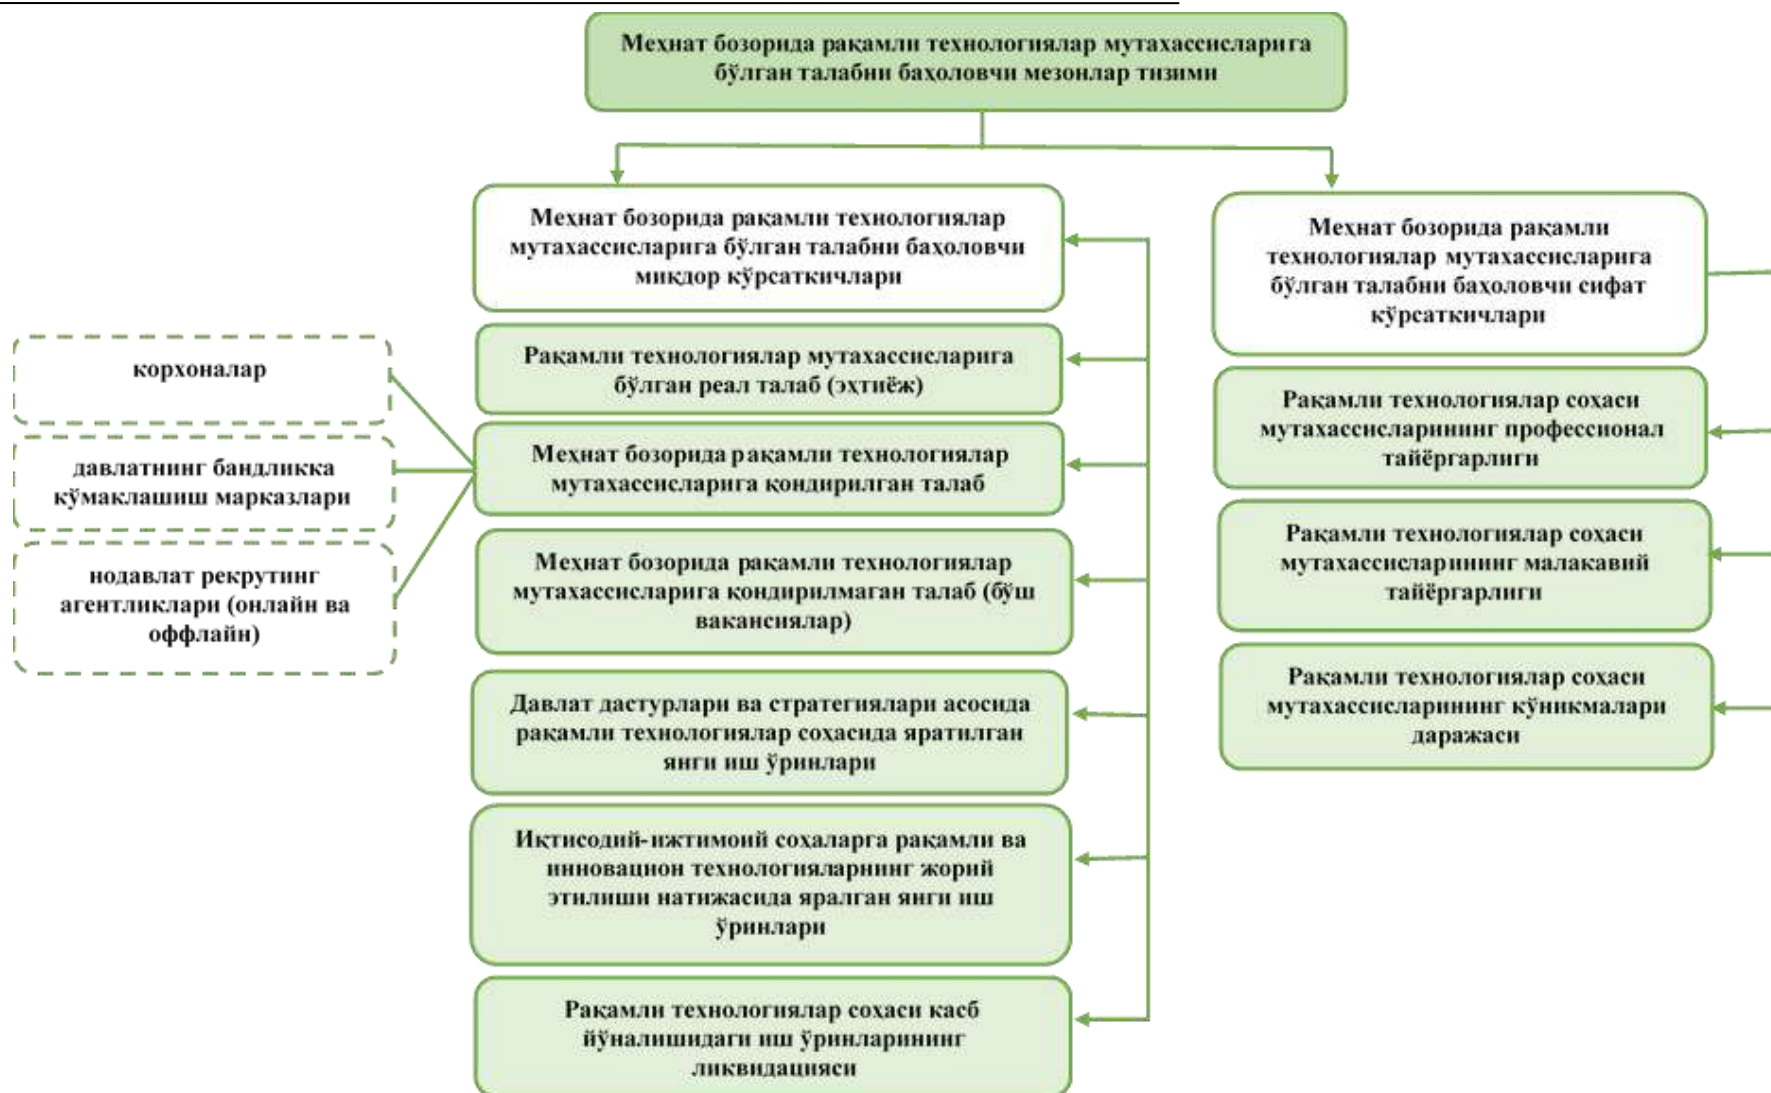 Меҳнат бозорида рақамли технологиялар мутахассисларига
бўлган талабни баҳоловчи мезонлар тизими
Меҳнат бозорида рақамли технологиялар
мутахассисларига бўлган талабни баҳоловчи
миқдор кўрсаткичлари
Рақамли технологиялар мутахассисларига
бўлган реал талаб (эҳтиёж)
Меҳнат бозорида рақамли технологиялар
мутахассисларига қондирилган талаб
Меҳнат бозорида рақамли технологиялар
мутахассисларига қондирилмаган талаб (бўш
вакансиялар)
Давлат дастурлари ва стратегиялари асосида
рақамли технологиялар соҳасида яратилган
янги иш ўринлари
Иқтисодий-ижтимоий соҳаларга рақамли ва
инновацион технологияларнинг жорий
этилиши натижасида яралган янги иш
ўринлари
Рақамли технологиялар соҳаси касб
йўналишидаги иш ўринларининг
ликвидацияси
корхоналар
давлатнинг бандликка
кўмаклашиш марказлари
нодавлат рекрутинг
агентликлари (онлайн ва
оффлайн)
Меҳнат бозорида рақамли
технологиялар мутахассисларига
бўлган талабни баҳоловчи сифат
кўрсаткичлари
Рақамли технологиялар соҳаси
мутахассисларининг профессионал
тайёргарлиги
Рақамли технологиялар соҳаси
мутахассисларининг малакавий
тайёргарлиги
Рақамли технологиялар соҳаси
мутахассисларининг кўникмалари
даражаси